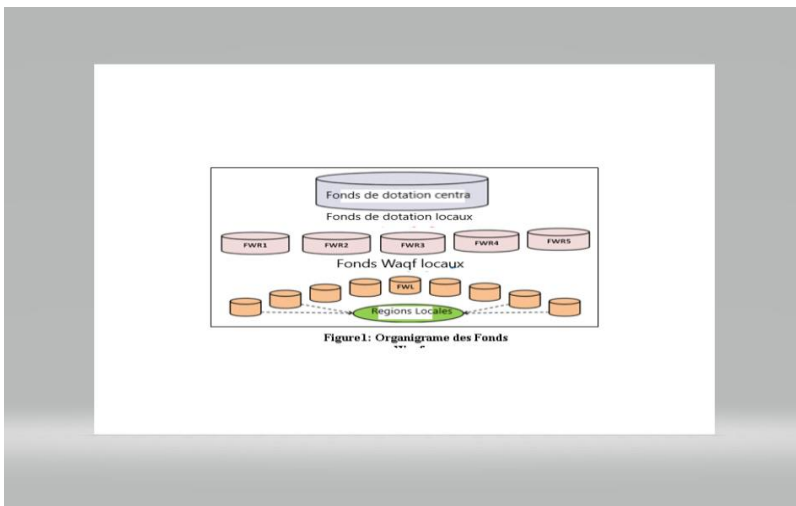 Fonds de dotation centra
Fonds de dotation locaux
FWR1 FWR2 FWR3 FWR4 FWR5
Fonds Waqf locaux
FWL
Regions Locales
Figure1: Organigrame des Fonds